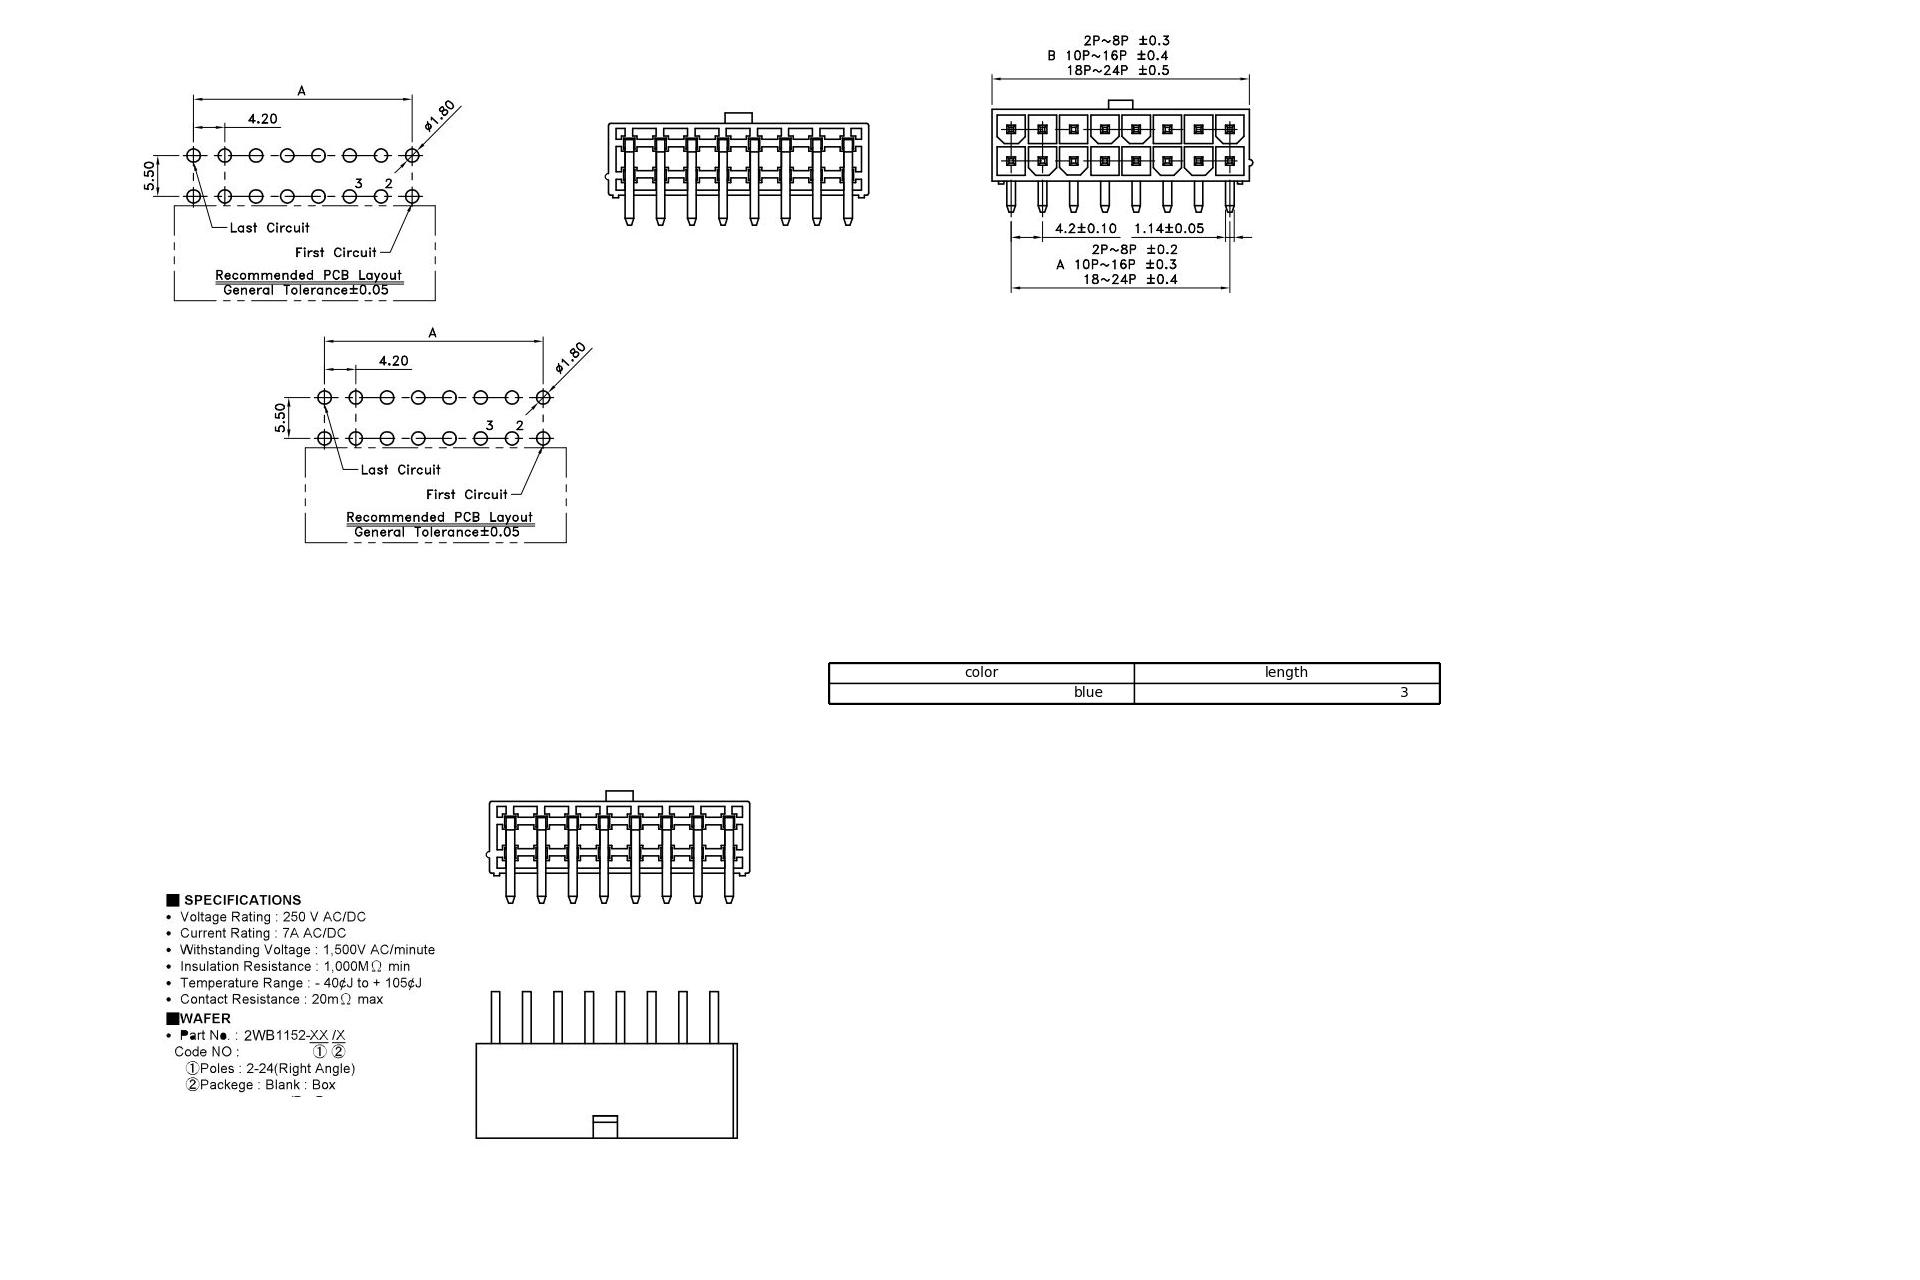 2P~8P ±0.3
B 10P~16P ±0.4
18P~24P ±0.5
A
4.20
ø1.80
5.50
3 2
Last Circuit
First Circuit
Recommended PCB Layout
General Tolerance±0.05
4.2±0.10 1.14±0.05
2P~8P ±0.2
A 10P~16P ±0.3
18~24P ±0.4
A
4.20
ø1.80
5.50
3 2
Last Circuit
First Circuit
Recommended PCB Layout
General Tolerance±0.05
color length
blue 3
■ SPECIFICATIONS
• Voltage Rating : 250 V AC/DC
• Current Rating : 7A AC/DC
• Withstanding Voltage : 1,500V AC/minute
• Insulation Resistance : 1,000MΩ min
• Temperature Range : - 40¢J to + 105¢J
• Contact Resistance : 20mΩ max
■WAFER
• Part No. : 2WB1152-XX /X
Code NO : ① ②
①Poles : 2-24(Right Angle)
②Packege : Blank : Box